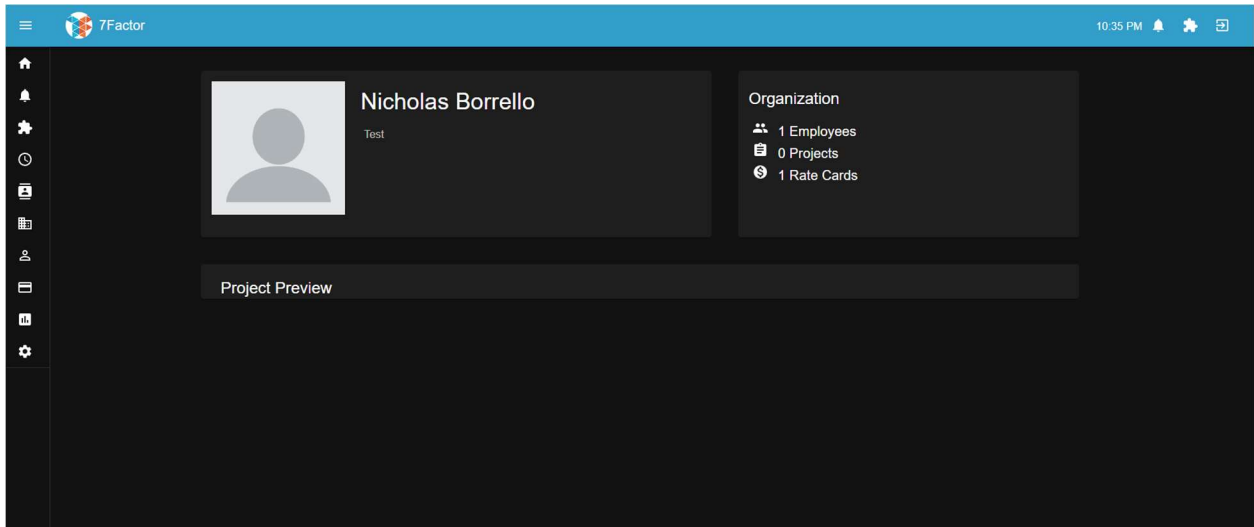 7Factor
10:35 PM
Nicholas Borrello
Test
Organization
1 Employees
0 Projects
1 Rate Cards
Project Preview